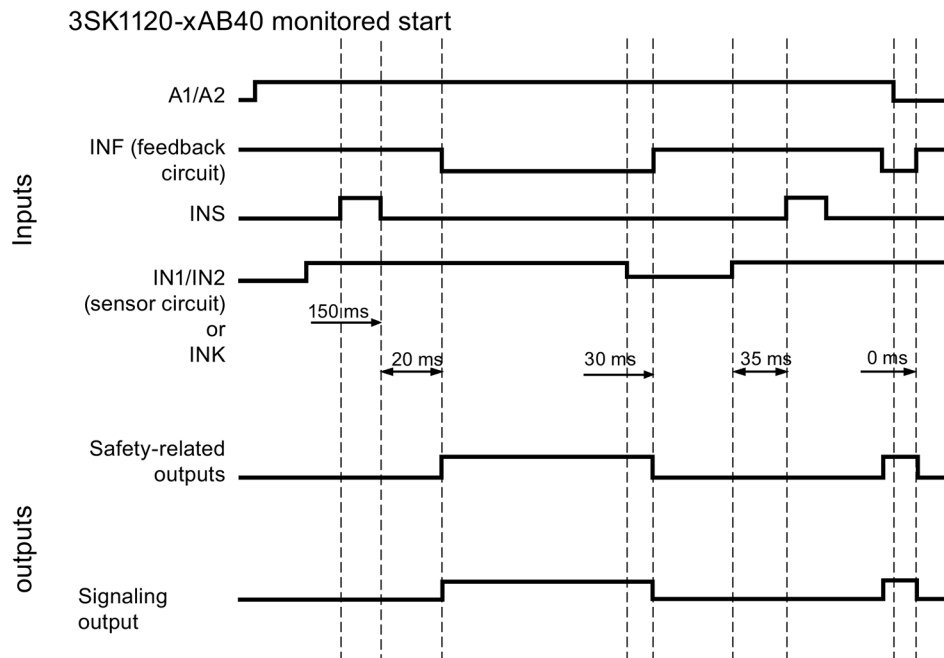 3SK1120-xAB40 monitored start
Inputs
A1/A2
INF (feedback
circuit)
INS
IN1/IN2
(sensor circuit)
or
INK
150 ms
20 ms
30 ms
35 ms
0 ms
outputs
Safety-related
outputs
Signaling
output